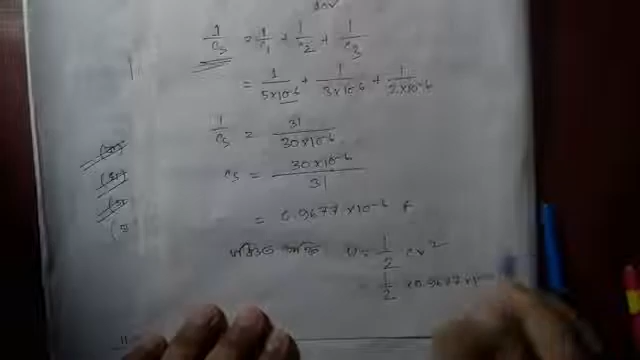 1/Cs = 1/C1 + 1/C2 + 1/C3
= 1/5×10-6 + 1/3×10-6 + 1/2×10-6
1/Cs = 31/30×10-6
Cs = 30×10-6/31
= 0.9677×10-6 F
সঞ্চিত শক্তি U = 1/2 CV2
= 1/2 ×0.9677×10